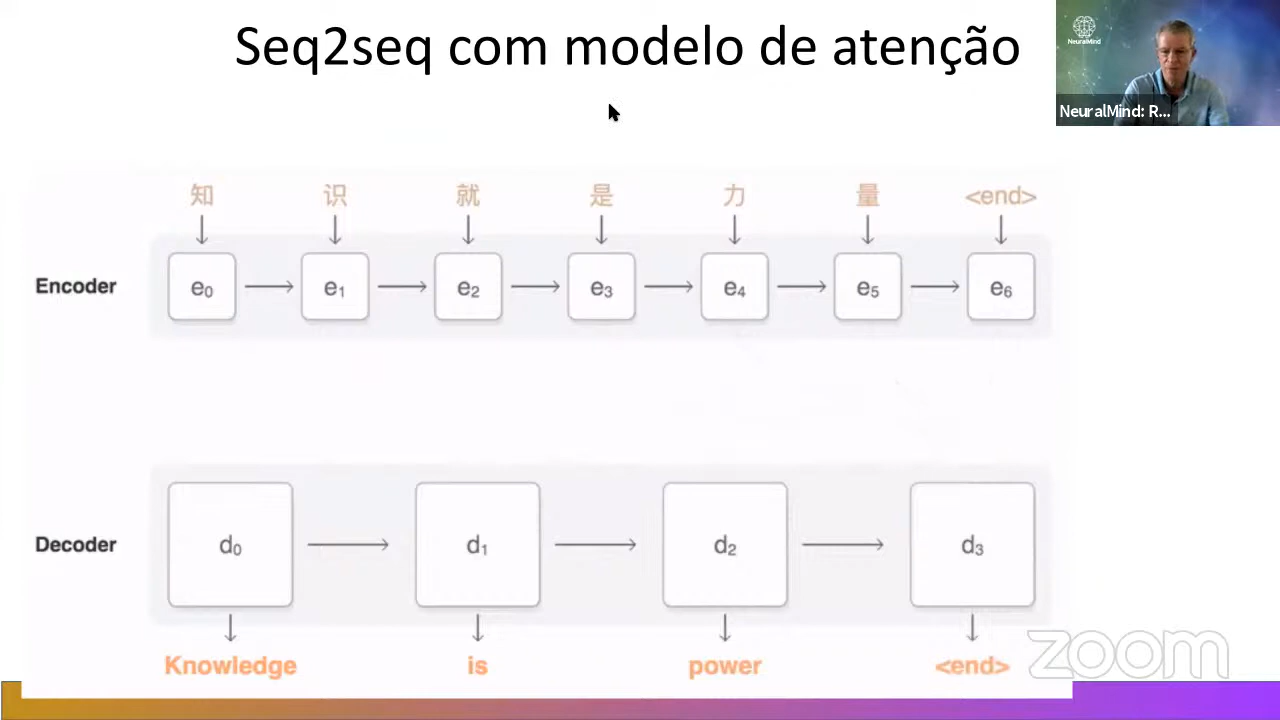 Seq2seq com modelo de atenção
NeuralMind
NeuralMind: R...
知 识 就 是 力 量 <end>
Encoder e₀ e₁ e₂ e₃ e₄ e₅ e₆
Decoder d₀ d₁ d₂ d₃
Knowledge is power <end>
zoom